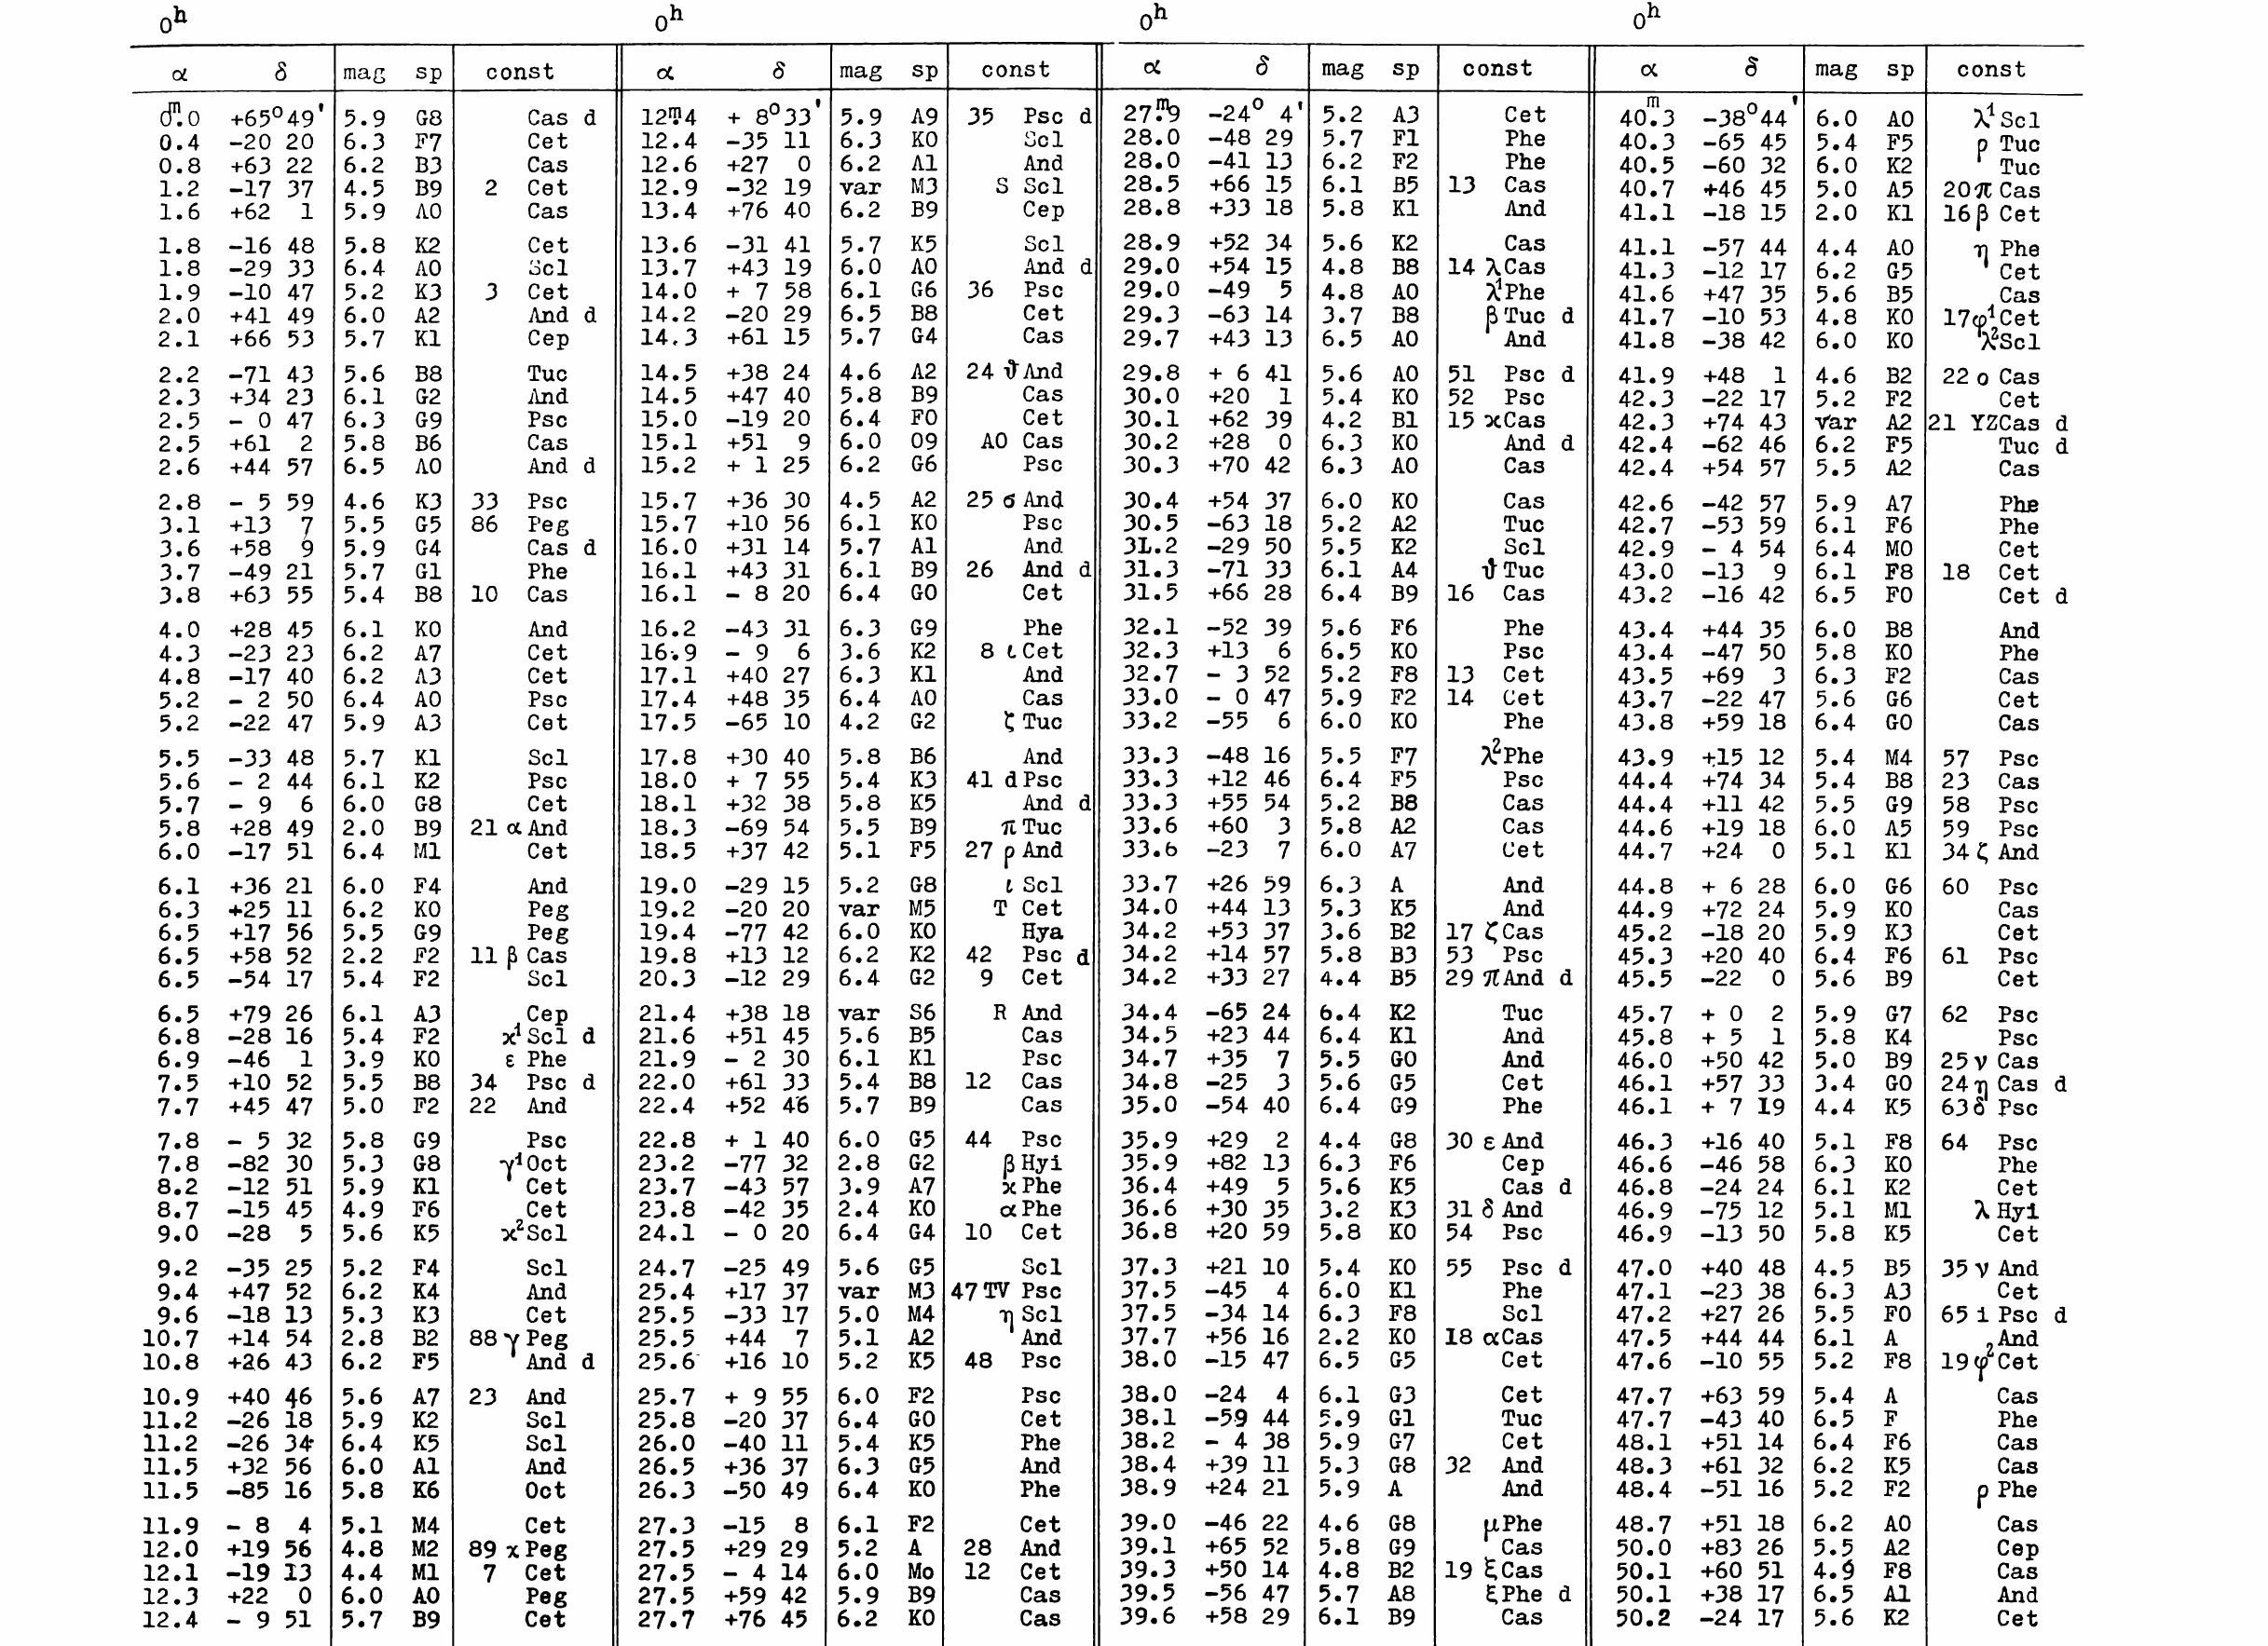 0h 0h 0h 0h
α δ mag sp const α δ mag sp const α δ mag sp const α δ mag sp const
0m.0 +65°49' 5.9 G8 Cas d 12m.4 + 8°33' 5.9 A9 35 Psc d 27m.9 -24° 4' 5.2 A3 Cet 40m.3 -38°44' 6.0 A0 λ¹ Scl
0.4 -20 20 6.3 F7 Cet 12.4 -35 11 6.3 K0 Scl 28.0 -48 29 5.7 F1 Phe 40.3 -65 45 5.4 F5 ρ Tuc
0.8 +63 22 6.2 B3 Cas 12.6 +27 0 6.2 A1 And 28.0 -41 13 6.2 F2 Phe 40.5 -60 32 6.0 K2 Tuc
1.2 -17 37 4.5 B9 2 Cet 12.9 -32 19 var M3 S Scl 28.5 +66 15 6.1 B5 13 Cas 40.7 +46 45 5.0 A5 20 π Cas
1.6 +62 1 5.9 A0 Cas 13.4 +76 40 6.2 B9 Cep 28.8 +33 18 5.8 K1 And 41.1 -18 15 2.0 K1 16 β Cet
1.8 -16 48 5.8 K2 Cet 13.6 -31 41 5.7 K5 Scl 28.9 +52 34 5.6 K2 Cas 41.1 -57 44 4.4 A0 η Phe
1.8 -29 33 6.4 A0 Scl 13.7 +43 19 6.0 A0 And d 29.0 +54 15 4.8 B8 14 λ Cas 41.3 -12 17 6.2 G5 Cet
1.9 -10 47 5.2 K3 3 Cet 14.0 + 7 58 6.1 G6 36 Psc 29.0 -49 5 4.8 A0 λ¹ Phe 41.6 +47 35 5.6 B5 Cas
2.0 +41 49 6.0 A2 And d 14.2 -20 29 6.5 B8 Cet 29.3 -63 14 3.7 B8 β Tuc d 41.7 -10 53 4.8 K0 17 φ¹ Cet
2.1 +66 53 5.7 K1 Cep 14.3 +61 15 5.7 G4 Cas 29.7 +43 13 6.5 A0 And 41.8 -38 42 6.0 K0 λ² Scl
2.2 -71 43 5.6 B8 Tuc 14.5 +38 24 4.6 A2 24 ϑ And 29.8 + 6 41 5.6 A0 51 Psc d 41.9 +48 1 4.6 B2 22 ο Cas
2.3 +34 23 6.1 G2 And 14.5 +47 40 5.8 B9 Cas 30.0 +20 1 5.4 K0 52 Psc 42.3 -22 17 5.2 F2 Cet
2.5 - 0 47 6.3 G9 Psc 15.0 -19 20 6.4 F0 Cet 30.1 +62 39 4.2 B1 15 ϰ Cas 42.3 +74 43 var A2 21 YZ Cas d
2.5 +61 2 5.8 B6 Cas 15.1 +51 9 6.0 O9 AO Cas 30.2 +28 0 6.3 K0 And d 42.4 -62 46 6.2 F5 Tuc d
2.6 +44 57 6.5 A0 And d 15.2 + 1 25 6.2 G6 Psc 30.3 +70 42 6.3 A0 Cas 42.4 +54 57 5.5 A2 Cas
2.8 - 5 59 4.6 K3 33 Psc 15.7 +36 30 4.5 A2 25 σ And 30.4 +54 37 6.0 K0 Cas 42.6 -42 57 5.9 A7 Phe
3.1 +13 7 5.5 G5 86 Peg 15.7 +10 56 6.1 K0 Psc 30.5 -63 18 5.2 A2 Tuc 42.7 -53 59 6.1 F6 Phe
3.6 +58 9 5.9 G4 Cas d 16.0 +31 14 5.7 A1 And 31.2 -29 50 5.5 K2 Scl 42.9 - 4 54 6.4 M0 Cet
3.7 -49 21 5.7 G1 Phe 16.1 +43 31 6.1 B9 26 And d 31.3 -71 33 6.1 A4 ϑ Tuc 43.0 -13 9 6.1 F8 18 Cet
3.8 +63 55 5.4 B8 10 Cas 16.1 - 8 20 6.4 G0 Cet 31.5 +66 28 6.4 B9 16 Cas 43.2 -16 42 6.5 F0 Cet d
4.0 +28 45 6.1 K0 And 16.2 -43 31 6.3 G9 Phe 32.1 -52 39 5.6 F6 Phe 43.4 +44 35 6.0 B8 And
4.3 -23 23 6.2 A7 Cet 16.9 - 9 6 3.6 K2 8 ι Cet 32.3 +13 6 6.5 K0 Psc 43.4 -47 50 5.8 K0 Phe
4.8 -17 40 6.2 A3 Cet 17.1 +40 27 6.3 K1 And 32.7 - 3 52 5.2 F8 13 Cet 43.5 +69 3 6.3 F2 Cas
5.2 - 2 50 6.4 A0 Psc 17.4 +48 35 6.4 A0 Cas 33.0 - 0 47 5.9 F2 14 Cet 43.7 -22 47 5.6 G6 Cet
5.2 -22 47 5.9 A3 Cet 17.5 -65 10 4.2 G2 ζ Tuc 33.2 -55 6 6.0 K0 Phe 43.8 +59 18 6.4 G0 Cas
5.5 -33 48 5.7 K1 Scl 17.8 +30 40 5.8 B6 And 33.3 -48 16 5.5 F7 λ² Phe 43.9 +15 12 5.4 M4 57 Psc
5.6 - 2 44 6.1 K2 Psc 18.0 + 7 55 5.4 K3 41 d Psc 33.3 +12 46 6.4 F5 Psc 44.4 +74 34 5.4 B8 23 Cas
5.7 - 9 6 6.0 G8 Cet 18.1 +32 38 5.8 K5 And d 33.3 +55 54 5.2 B8 Cas 44.4 +11 42 5.5 G9 58 Psc
5.8 +28 49 2.0 B9 21 α And 18.3 -69 54 5.5 B9 π Tuc 33.6 +60 3 5.8 A2 Cas 44.6 +19 18 6.0 A5 59 Psc
6.0 -17 51 6.4 M1 Cet 18.5 +37 42 5.1 F5 27 ρ And 33.6 -23 7 6.0 A7 Cet 44.7 +24 0 5.1 K1 34 ζ And
6.1 +36 21 6.0 F4 And 19.0 -29 15 5.2 G8 ι Scl 33.7 +26 59 6.3 A And 44.8 + 6 28 6.0 G6 60 Psc
6.3 +25 11 6.2 K0 Peg 19.2 -20 20 var M5 T Cet 34.0 +44 13 5.3 K5 And 44.9 +72 24 5.9 K0 Cas
6.5 +17 56 5.5 G9 Peg 19.4 -77 42 6.0 K0 Hya 34.2 +53 37 3.6 B2 17 ζ Cas 45.2 -18 20 5.9 K3 Cet
6.5 +58 52 2.2 F2 11 β Cas 19.8 +13 12 6.2 K2 42 Psc d 34.2 +14 57 5.8 B3 53 Psc 45.3 +20 40 6.4 F6 61 Psc
6.5 -54 17 5.4 F2 Scl 20.3 -12 29 6.4 G2 9 Cet 34.2 +33 27 4.4 B5 29 π And d 45.5 -22 0 5.6 B9 Cet
6.5 +79 26 6.1 A3 Cep 21.4 +38 18 var S6 R And 34.4 -65 24 6.4 K2 Tuc 45.7 + 0 2 5.9 G7 62 Psc
6.8 -28 16 5.4 F2 ϰ¹ Scl d 21.6 +51 45 5.6 B5 Cas 34.5 +23 44 6.4 K1 And 45.8 + 5 1 5.8 K4 Psc
6.9 -46 1 3.9 K0 ε Phe 21.9 - 2 30 6.1 K1 Psc 34.7 +35 7 5.5 G0 And 46.0 +50 42 5.0 B9 25 ν Cas
7.5 +10 52 5.5 B8 34 Psc d 22.0 +61 33 5.4 B8 12 Cas 34.8 -25 3 5.6 G5 Cet 46.1 +57 33 3.4 G0 24 η Cas d
7.7 +45 47 5.0 F2 22 And 22.4 +52 46 5.7 B9 Cas 35.0 -54 40 6.4 G9 Phe 46.1 + 7 19 4.4 K5 63 δ Psc
7.8 - 5 32 5.8 G9 Psc 22.8 + 1 40 6.0 G5 44 Psc 35.9 +29 2 4.4 G8 30 ε And 46.3 +16 40 5.1 F8 64 Psc
7.8 -82 30 5.3 G8 γ¹ Oct 23.2 -77 32 2.8 G2 β Hyi 35.9 +82 13 6.3 F6 Cep 46.6 -46 58 6.3 K0 Phe
8.2 -12 51 5.9 K1 Cet 23.7 -43 57 3.9 A7 ϰ Phe 36.4 +49 5 5.6 K5 Cas d 46.8 -24 24 6.1 K2 Cet
8.7 -15 45 4.9 F6 Cet 23.8 -42 35 2.4 K0 α Phe 36.6 +30 35 3.2 K3 31 δ And 46.9 -75 12 5.1 M1 λ Hyi
9.0 -28 5 5.6 K5 ϰ² Scl 24.1 - 0 20 6.4 G4 10 Cet 36.8 +20 59 5.8 K0 54 Psc 46.9 -13 50 5.8 K5 Cet
9.2 -35 25 5.2 F4 Scl 24.7 -25 49 5.6 G5 Scl 37.3 +21 10 5.4 K0 55 Psc d 47.0 +40 48 4.5 B5 35 ν And
9.4 +47 52 6.2 K4 And 25.4 +17 37 var M3 47 TV Psc 37.5 -45 4 6.0 K1 Phe 47.1 -23 38 6.3 A3 Cet
9.6 -18 13 5.3 K3 Cet 25.5 -33 17 5.0 M4 η Scl 37.5 -34 14 6.3 F8 Scl 47.2 +27 26 5.5 F0 65 i Psc d
10.7 +14 54 2.8 B2 88 γ Peg 25.5 +44 7 5.1 A2 And 37.7 +56 16 2.2 K0 18 α Cas 47.5 +44 44 6.1 A And
10.8 +26 43 6.2 F5 And d 25.6 +16 10 5.2 K5 48 Psc 38.0 -15 47 6.5 G5 Cet 47.6 -10 55 5.2 F8 19 φ² Cet
10.9 +40 46 5.6 A7 23 And 25.7 + 9 55 6.0 F2 Psc 38.0 -24 4 6.1 G3 Cet 47.7 +63 59 5.4 A Cas
11.2 -26 18 5.9 K2 Scl 25.8 -20 37 6.4 G0 Cet 38.1 -59 44 5.9 G1 Tuc 47.7 -43 40 6.5 F Phe
11.2 -26 34 6.4 K5 Scl 26.0 -40 11 5.4 K5 Phe 38.2 - 4 38 5.9 G7 Cet 48.1 +51 14 6.4 F6 Cas
11.5 +32 56 6.0 A1 And 26.5 +36 37 6.3 G5 And 38.4 +39 11 5.3 G8 32 And 48.3 +61 32 6.2 K5 Cas
11.5 -85 16 5.8 K6 Oct 26.3 -50 49 6.4 K0 Phe 38.9 +24 21 5.9 A And 48.4 -51 16 5.2 F2 ρ Phe
11.9 - 8 4 5.1 M4 Cet 27.3 -15 8 6.1 F2 Cet 39.0 -46 22 4.6 G8 μ Phe 48.7 +51 18 6.2 A0 Cas
12.0 +19 56 4.8 M2 89 χ Peg 27.5 +29 29 5.2 A 28 And 39.1 +65 52 5.8 G9 Cas 50.0 +83 26 5.5 A2 Cep
12.1 -19 13 4.4 M1 7 Cet 27.5 - 4 14 6.0 Mo 12 Cet 39.3 +50 14 4.8 B2 19 ξ Cas 50.1 +60 51 4.9 F8 Cas
12.3 +22 0 6.0 A0 Peg 27.5 +59 42 5.9 B9 Cas 39.5 -56 47 5.7 A8 ξ Phe d 50.1 +38 17 6.5 A1 And
12.4 - 9 51 5.7 B9 Cet 27.7 +76 45 6.2 K0 Cas 39.6 +58 29 6.1 B9 Cas 50.2 -24 17 5.6 K2 Cet